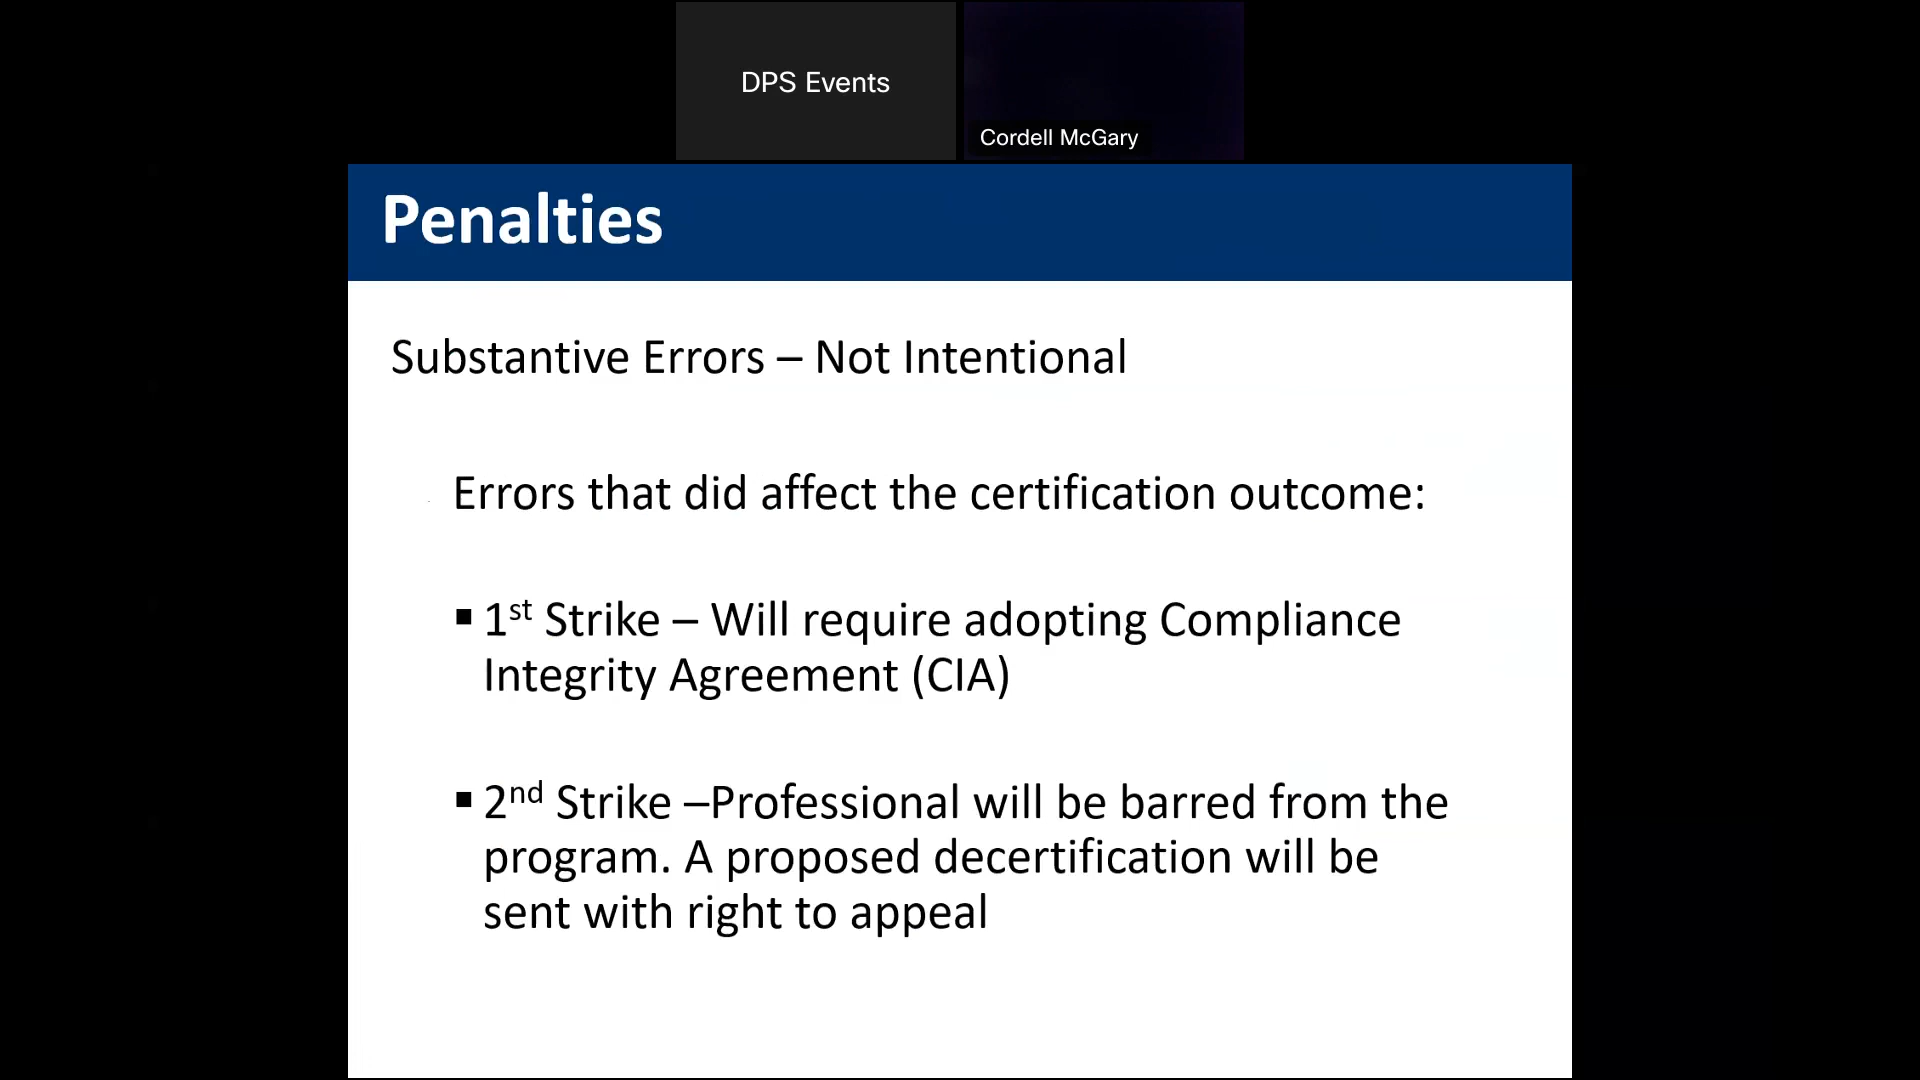 DPS Events
Cordell McGary
Penalties
Substantive Errors – Not Intentional
Errors that did affect the certification outcome:
▪ 1st Strike – Will require adopting Compliance
Integrity Agreement (CIA)
▪ 2nd Strike –Professional will be barred from the
program. A proposed decertification will be
sent with right to appeal